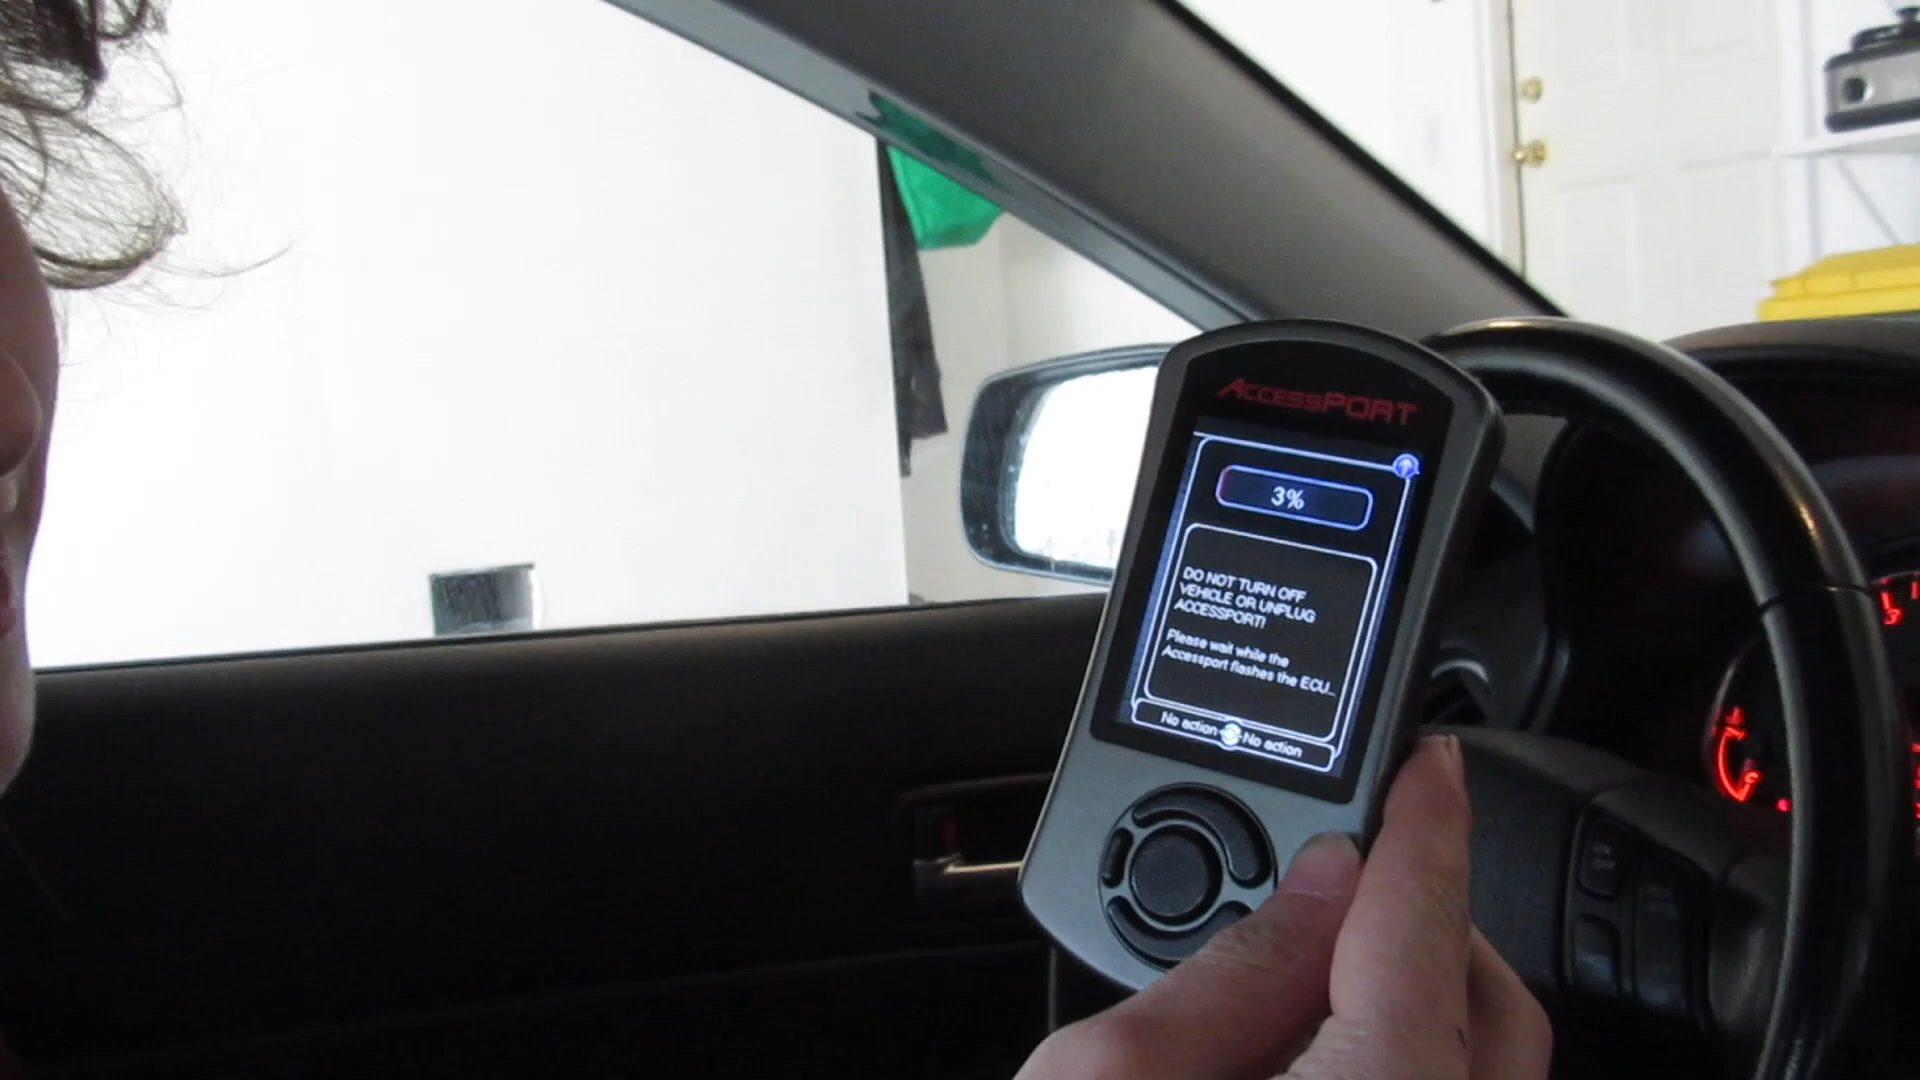 ACCESSPORT
3%
DO NOT TURN OFF
VEHICLE OR UNPLUG
ACCESSPORT!
Please wait while the
Accessport flashes the ECU...
No action
No action